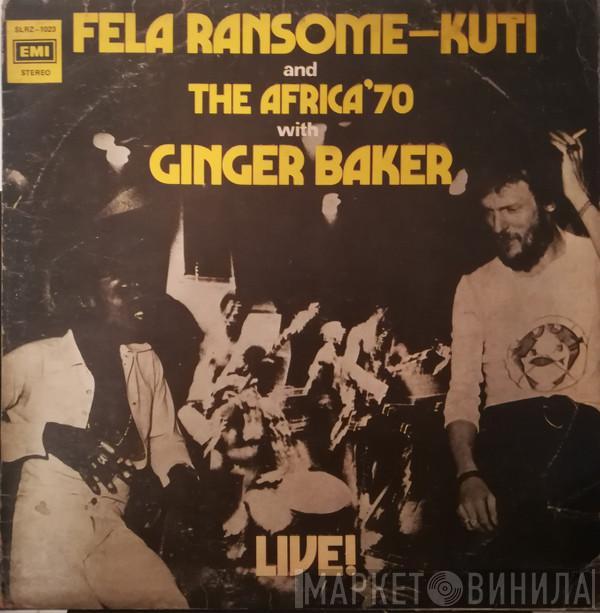 SLRZ-1023
EMI
STEREO
FELA RANSOME-KUTI
and
THE AFRICA'70
with
GINGER BAKER
LIVE!
МАРКЕТ ВИНИЛА